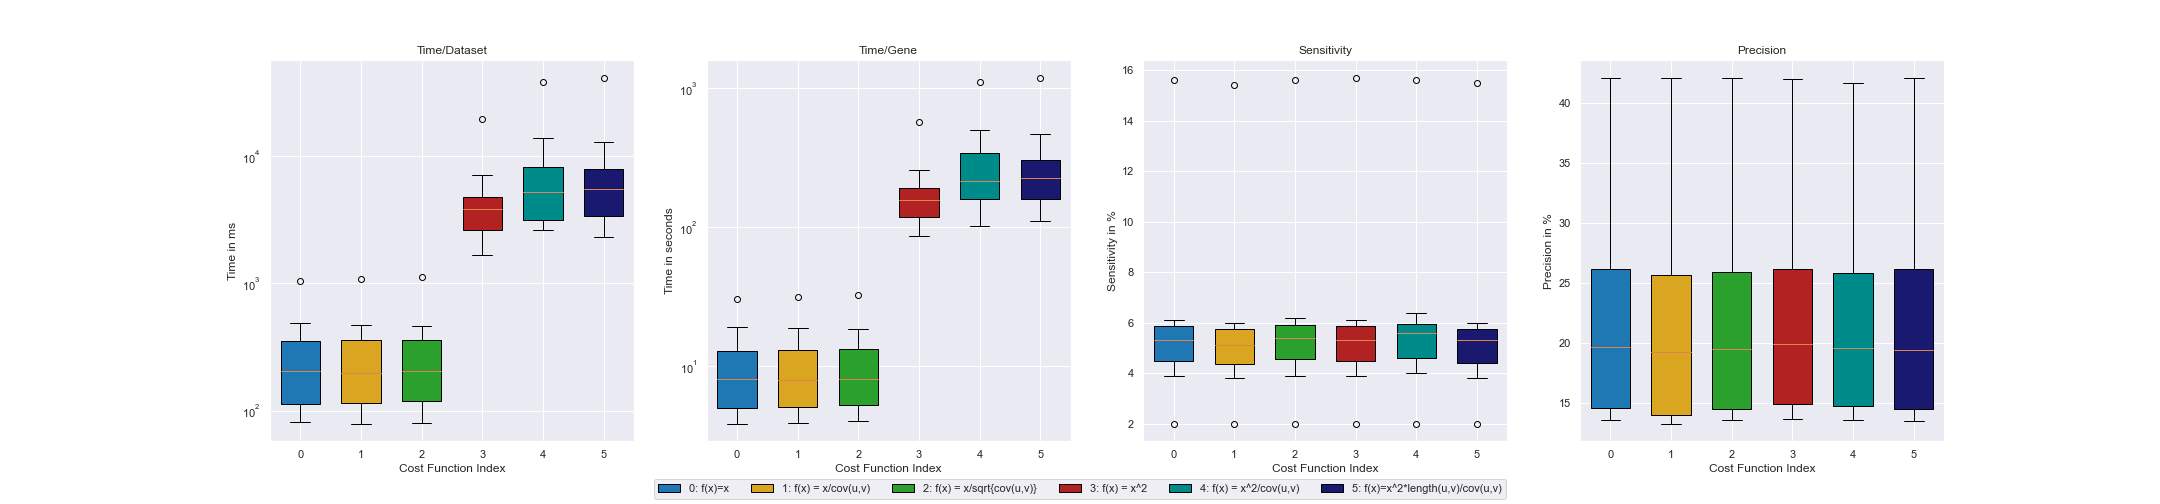 Time/Dataset
Time in ms
10^4
10^3
10^2
0 1 2 3 4 5
Cost Function Index
Time/Gene
Time in seconds
10^3
10^2
10^1
0 1 2 3 4 5
Cost Function Index
Sensitivity
Sensitivity in %
16
14
12
10
8
6
4
2
0 1 2 3 4 5
Cost Function Index
Precision
Precision in %
40
35
30
25
20
15
0 1 2 3 4 5
Cost Function Index
0: f(x)=x 1: f(x) = x/cov(u,v) 2: f(x) = x/sqrt{cov(u,v)} 3: f(x) = x^2 4: f(x) = x^2/cov(u,v) 5: f(x)=x^2*length(u,v)/cov(u,v)